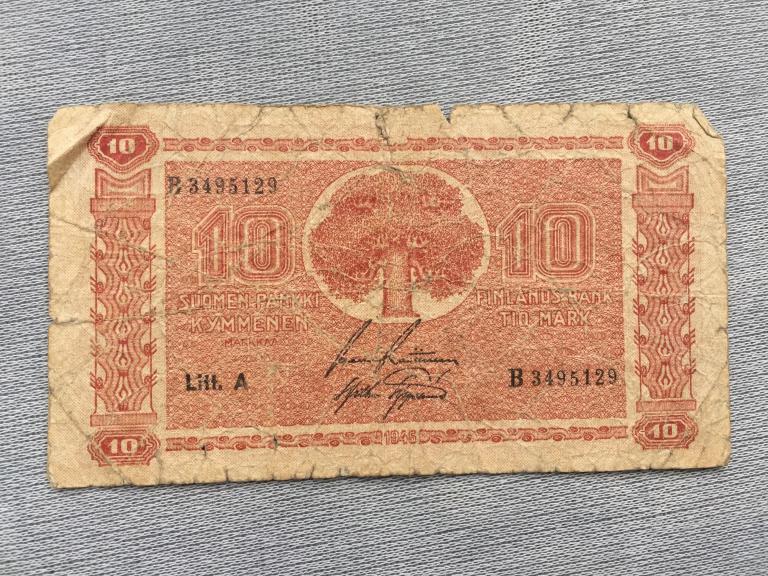 10 10
B 3495129
10 10
SUOMEN PANKKI FINLANDS BANK
KYMMENEN TIO MARK
MARKKAA
Litt. A
B 3495129
10 1945 10